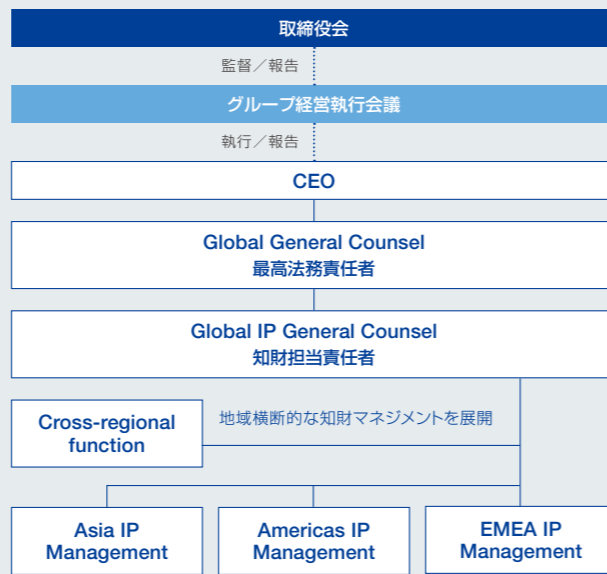 取締役会
監督／報告
グループ経営執行会議
執行／報告
CEO
Global General Counsel
最高法務責任者
Global IP General Counsel
知財担当責任者
Cross-regional
function
地域横断的な知財マネジメントを展開
Asia IP
Management
Americas IP
Management
EMEA IP
Management